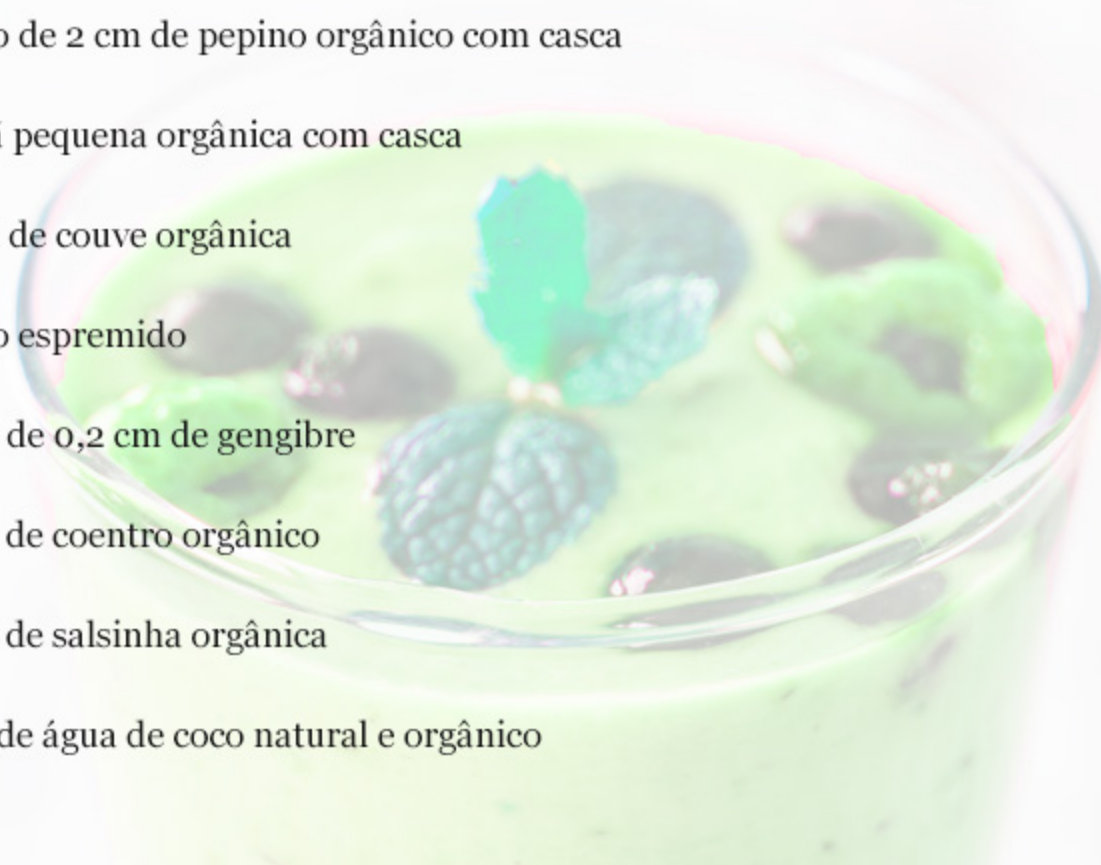 o de 2 cm de pepino orgânico com casca
í pequena orgânica com casca
de couve orgânica
o espremido
de 0,2 cm de gengibre
de coentro orgânico
de salsinha orgânica
de água de coco natural e orgânico